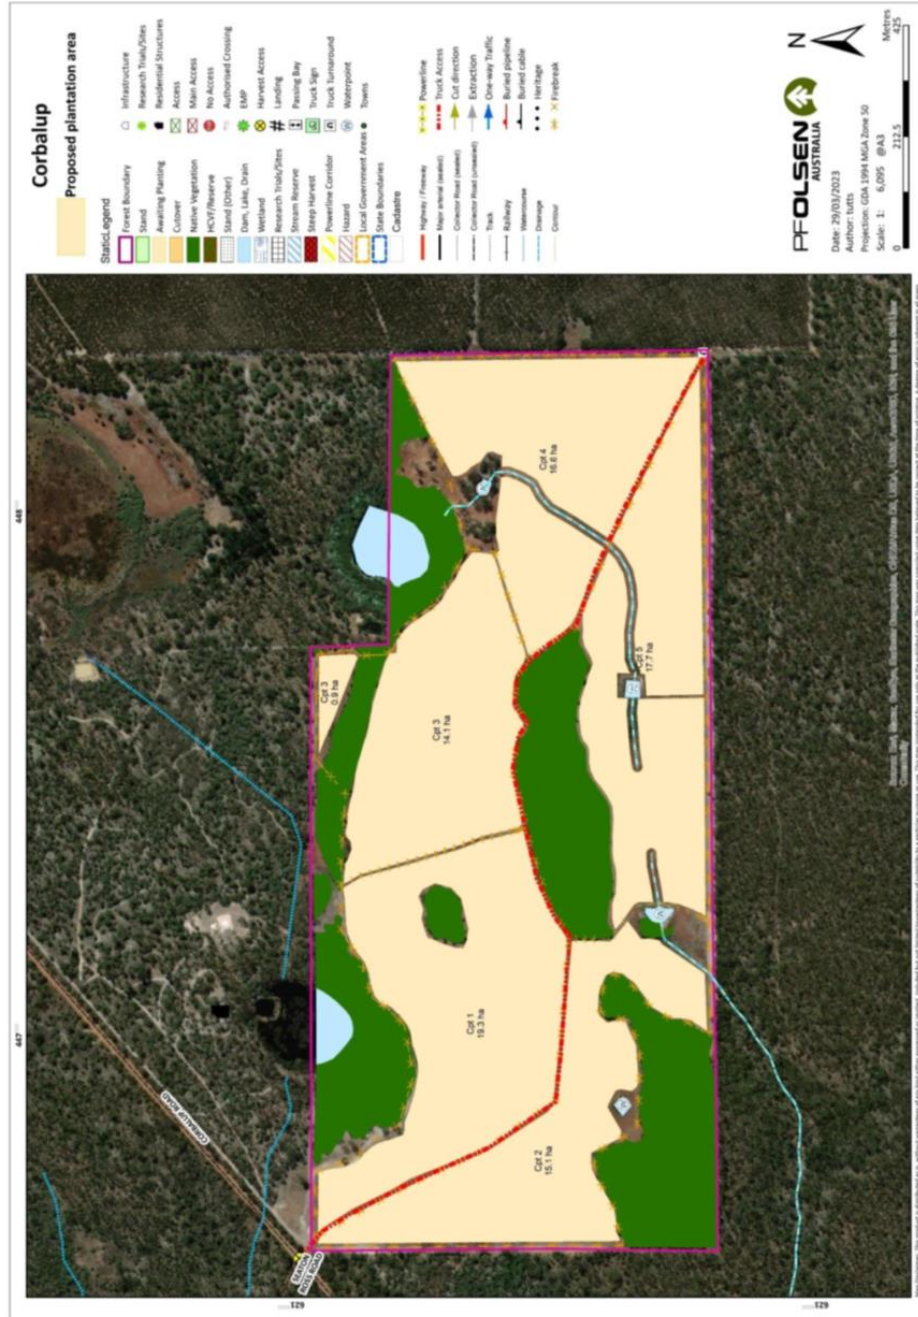 Corbalup
Proposed plantation area
StaticLegend
Forest Boundary
Stand
Awaiting Planting
Cutover
Native Vegetation
HCVF/Reserve
Stand (Other)
Dam, Lake, Drain
Wetland
Research Trials/Sites
Stream Reserve
Steep Harvest
Powerline Corridor
Hazard
Local Government Areas
State Boundaries
Cadastre
Infrastructure
Research Trials/Sites
Residential Structures
Access
Main Access
No Access
Authorised Crossing
EMP
Harvest Access
Landing
Passing Bay
Truck Sign
Truck Turnaround
Waterpoint
Towns
Highway / Freeway
Major arterial (sealed)
Collector Road (sealed)
Collector Road (unsealed)
Track
Railway
Watercourse
Drainage
Contour
Powerline
Truck Access
Cut direction
Extraction
One-way Traffic
Buried pipeline
Buried cable
Heritage
Firebreak
PF OLSEN
AUSTRALIA
N
Date: 29/03/2023
Author: tutts
Projection: GDA 1994 MGA Zone 50
Scale: 1: 6,095 @A3
Metres
0 212.5 425
447
448
621
621
CORBALUP ROAD
ROSS ROAD
Cpt 1
19.3 ha
Cpt 2
15.1 ha
Cpt 3
14.1 ha
Cpt 3
0.9 ha
Cpt 4
16.6 ha
Cpt 5
17.7 ha